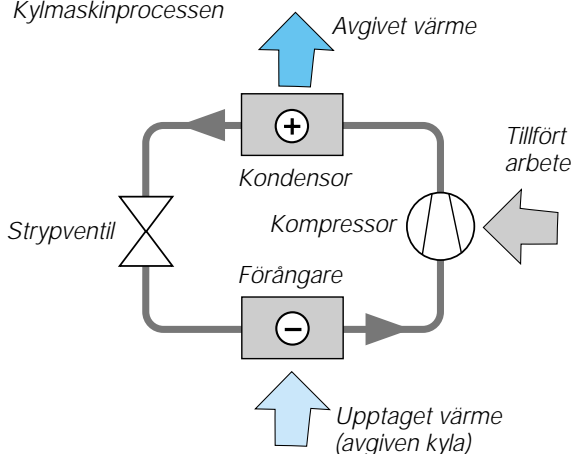 Kylmaskinprocessen
Avgivet värme
Tillfört
arbete
Kondensor
Strypventil
Kompressor
Förångare
Upptaget värme
(avgiven kyla)